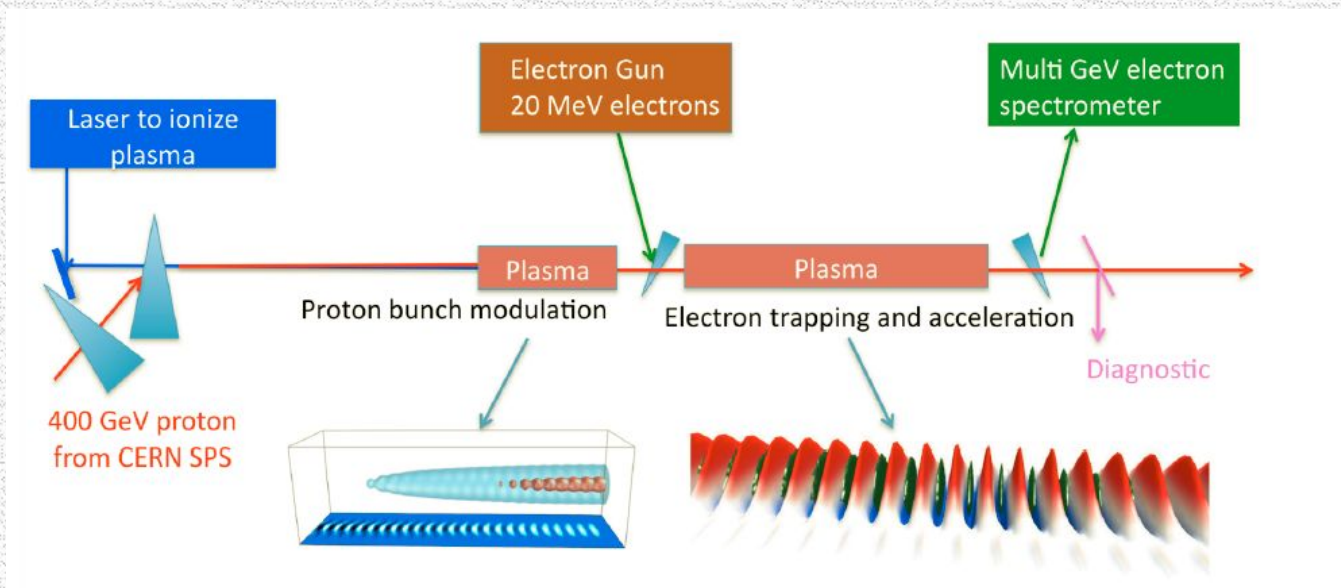 Laser to ionize
plasma
Electron Gun
20 MeV electrons
Multi GeV electron
spectrometer
Plasma
Plasma
Proton bunch modulation
Electron trapping and acceleration
Diagnostic
400 GeV proton
from CERN SPS